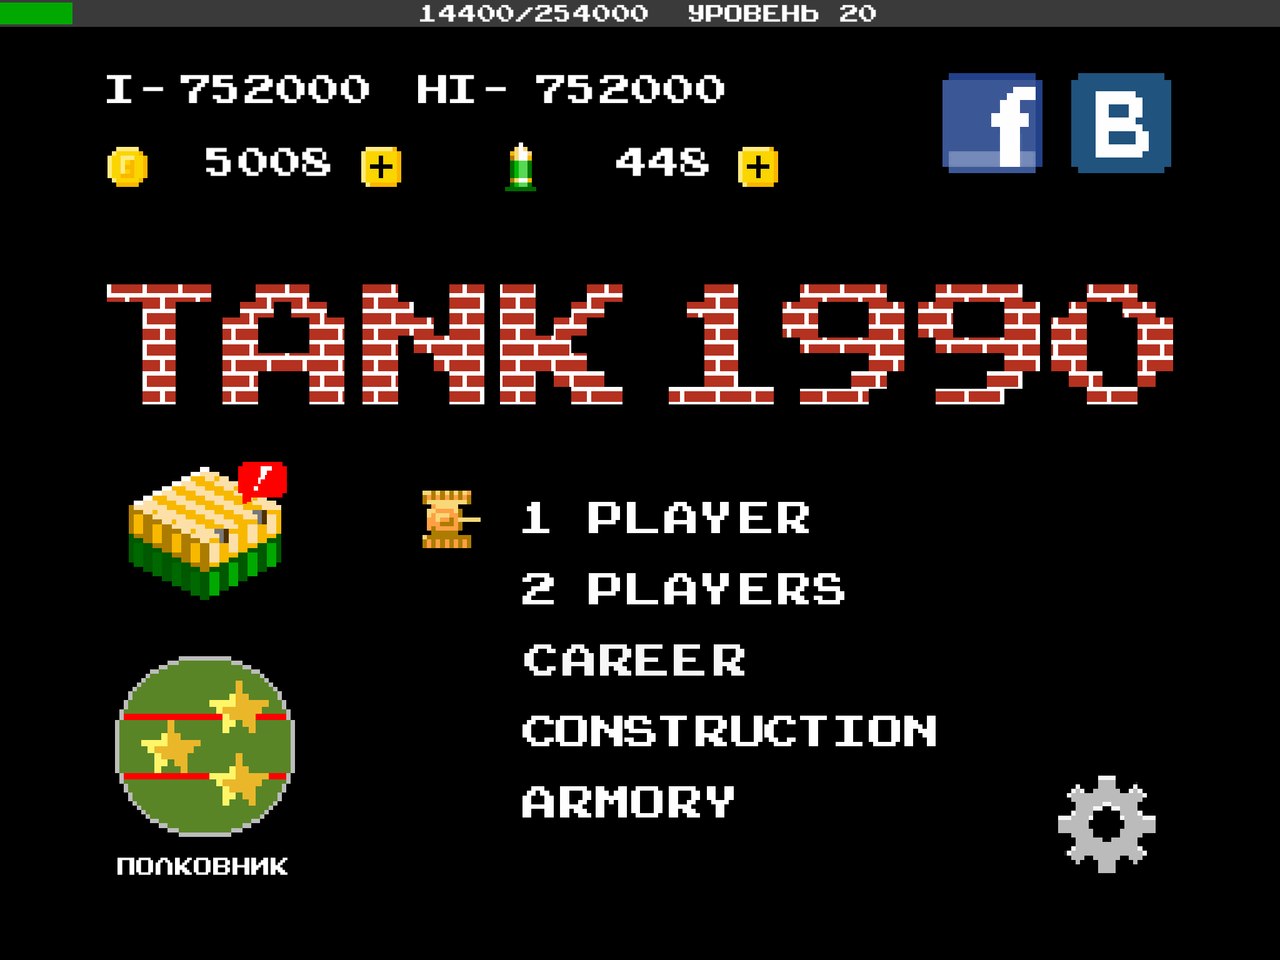 14400/254000 УРОВЕНЬ 20
I- 752000 HI- 752000
5008 + 448 +
f B
TANK 1990
!
1 PLAYER
2 PLAYERS
CAREER
CONSTRUCTION
ARMORY
ПОЛКОВНИК